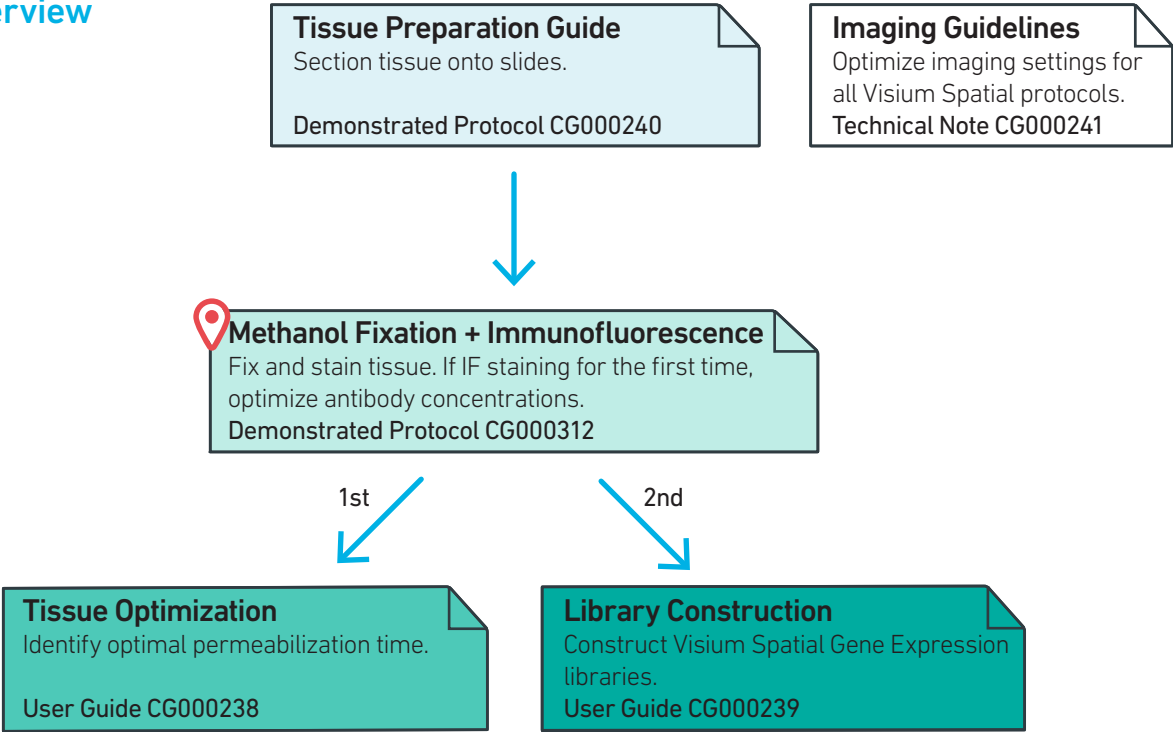 Tissue Preparation Guide
Section tissue onto slides.
Demonstrated Protocol CG000240
Imaging Guidelines
Optimize imaging settings for
all Visium Spatial protocols.
Technical Note CG000241
Methanol Fixation + Immunofluorescence
Fix and stain tissue. If IF staining for the first time,
optimize antibody concentrations.
Demonstrated Protocol CG000312
1st
2nd
Tissue Optimization
Identify optimal permeabilization time.
User Guide CG000238
Library Construction
Construct Visium Spatial Gene Expression
libraries.
User Guide CG000239